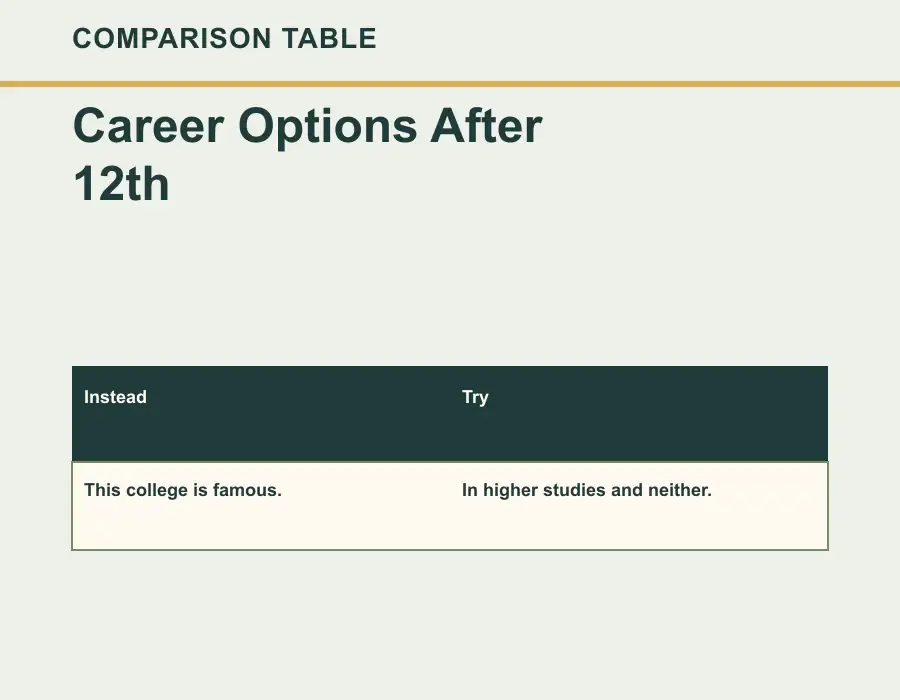 COMPARISON TABLE
Career Options After
12th
Instead
Try
This college is famous.
In higher studies and neither.